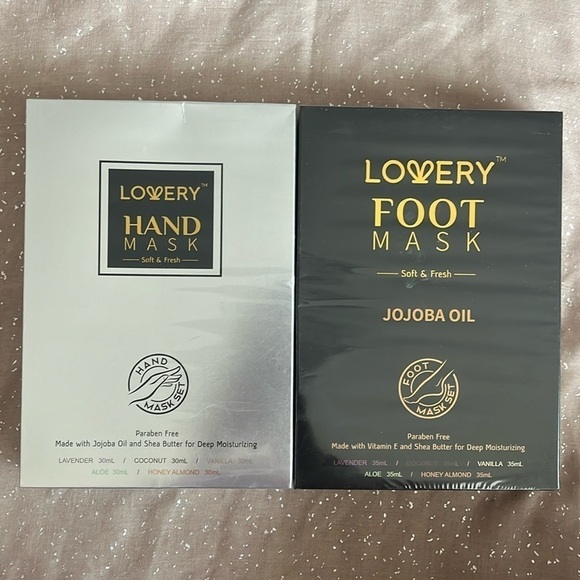 LOVERY™
HAND
MASK
Soft & Fresh
HAND
MASK SET
Paraben Free
Made with Jojoba Oil and Shea Butter for Deep Moisturizing
LAVENDER 30mL / COCONUT 30mL / VANILLA 30mL
ALOE 30mL / HONEY ALMOND 30mL
LOVERY™
FOOT
MASK
Soft & Fresh
JOJOBA OIL
FOOT
MASK SET
Paraben Free
Made with Vitamin E and Shea Butter for Deep Moisturizing
LAVENDER 35mL / COCONUT 35mL / VANILLA 35mL
ALOE 35mL / HONEY ALMOND 35mL